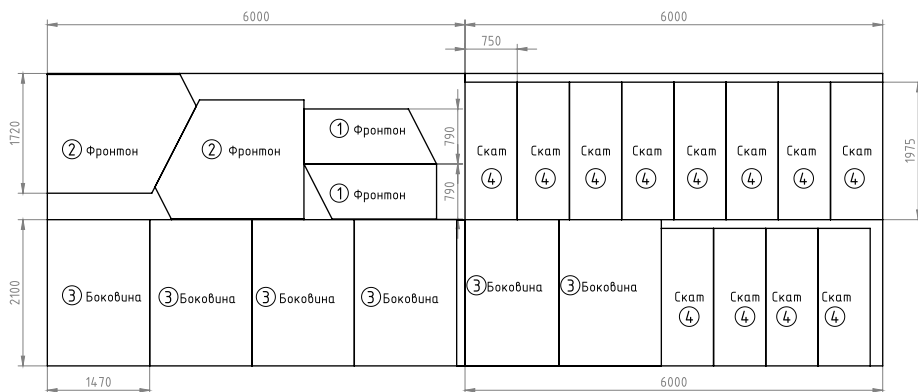 6000
6000
750
1720
790
1975
① Фронтон
② Фронтон
② Фронтон
Скат
Скат
Скат
Скат
Скат
Скат
Скат
Скат
④
④
④
④
④
④
④
④
790
① Фронтон
2100
③ Боковина
③ Боковина
③ Боковина
③ Боковина
③ Боковина
③ Боковина
Скат
Скат
Скат
Скат
④
④
④
④
1470
6000